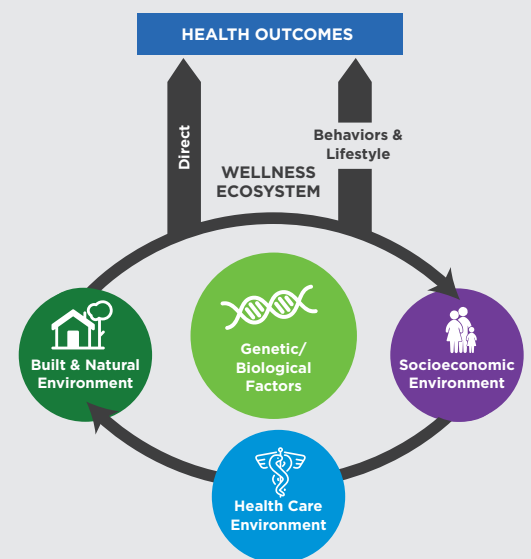 HEALTH OUTCOMES
Direct
Behaviors &
Lifestyle
WELLNESS
ECOSYSTEM
Genetic/
Biological
Factors
Built & Natural
Environment
Socioeconomic
Environment
Health Care
Environment